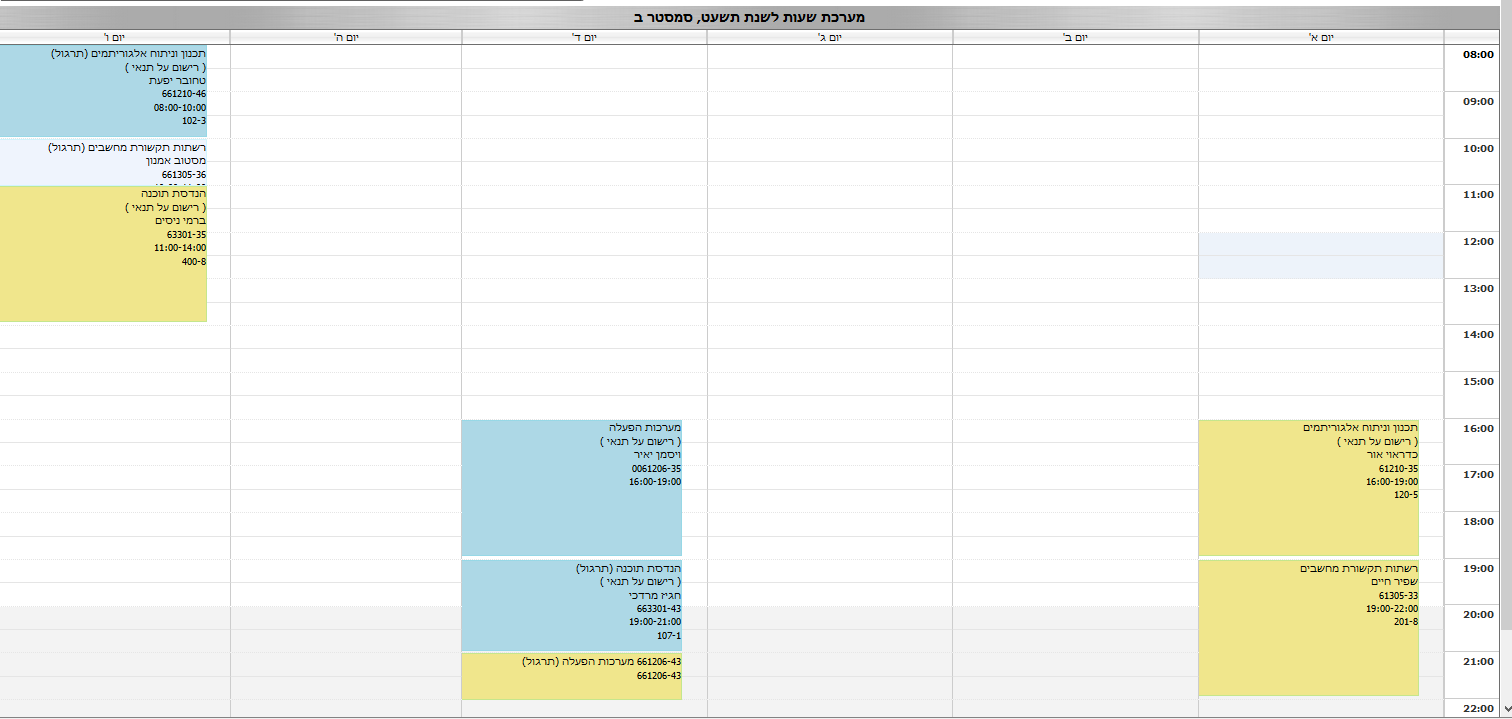 מערכת שעות לשנת תשעט, סמסטר ב
יום א'
יום ב'
יום ג'
יום ד'
יום ה'
יום ו'
08:00
09:00
10:00
11:00
12:00
13:00
14:00
15:00
16:00
17:00
18:00
19:00
20:00
21:00
22:00
תכנון וניתוח אלגוריתמים
( רישום על תנאי )
כדראוי אור
61210-35
16:00-19:00
120-5
רשתות תקשורת מחשבים
שפיר חיים
61305-33
19:00-22:00
201-8
מערכות הפעלה
( רישום על תנאי )
ויסמן יאיר
0061206-35
16:00-19:00
הנדסת תוכנה (תרגול)
( רישום על תנאי )
חגיז מרדכי
663301-43
19:00-21:00
107-1
661206-43 מערכות הפעלה (תרגול)
661206-43
תכנון וניתוח אלגוריתמים (תרגול)
( רישום על תנאי )
טחובר יפעת
661210-46
08:00-10:00
102-3
רשתות תקשורת מחשבים (תרגול)
מסטוב אמנון
661305-36
הנדסת תוכנה
( רישום על תנאי )
ברמי ניסים
63301-35
11:00-14:00
400-8